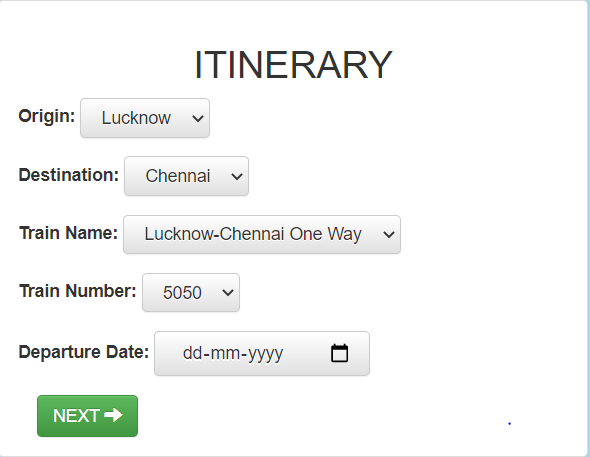 ITINERARY
Origin: Lucknow
Destination: Chennai
Train Name: Lucknow-Chennai One Way
Train Number: 5050
Departure Date: dd-mm-yyyy
NEXT